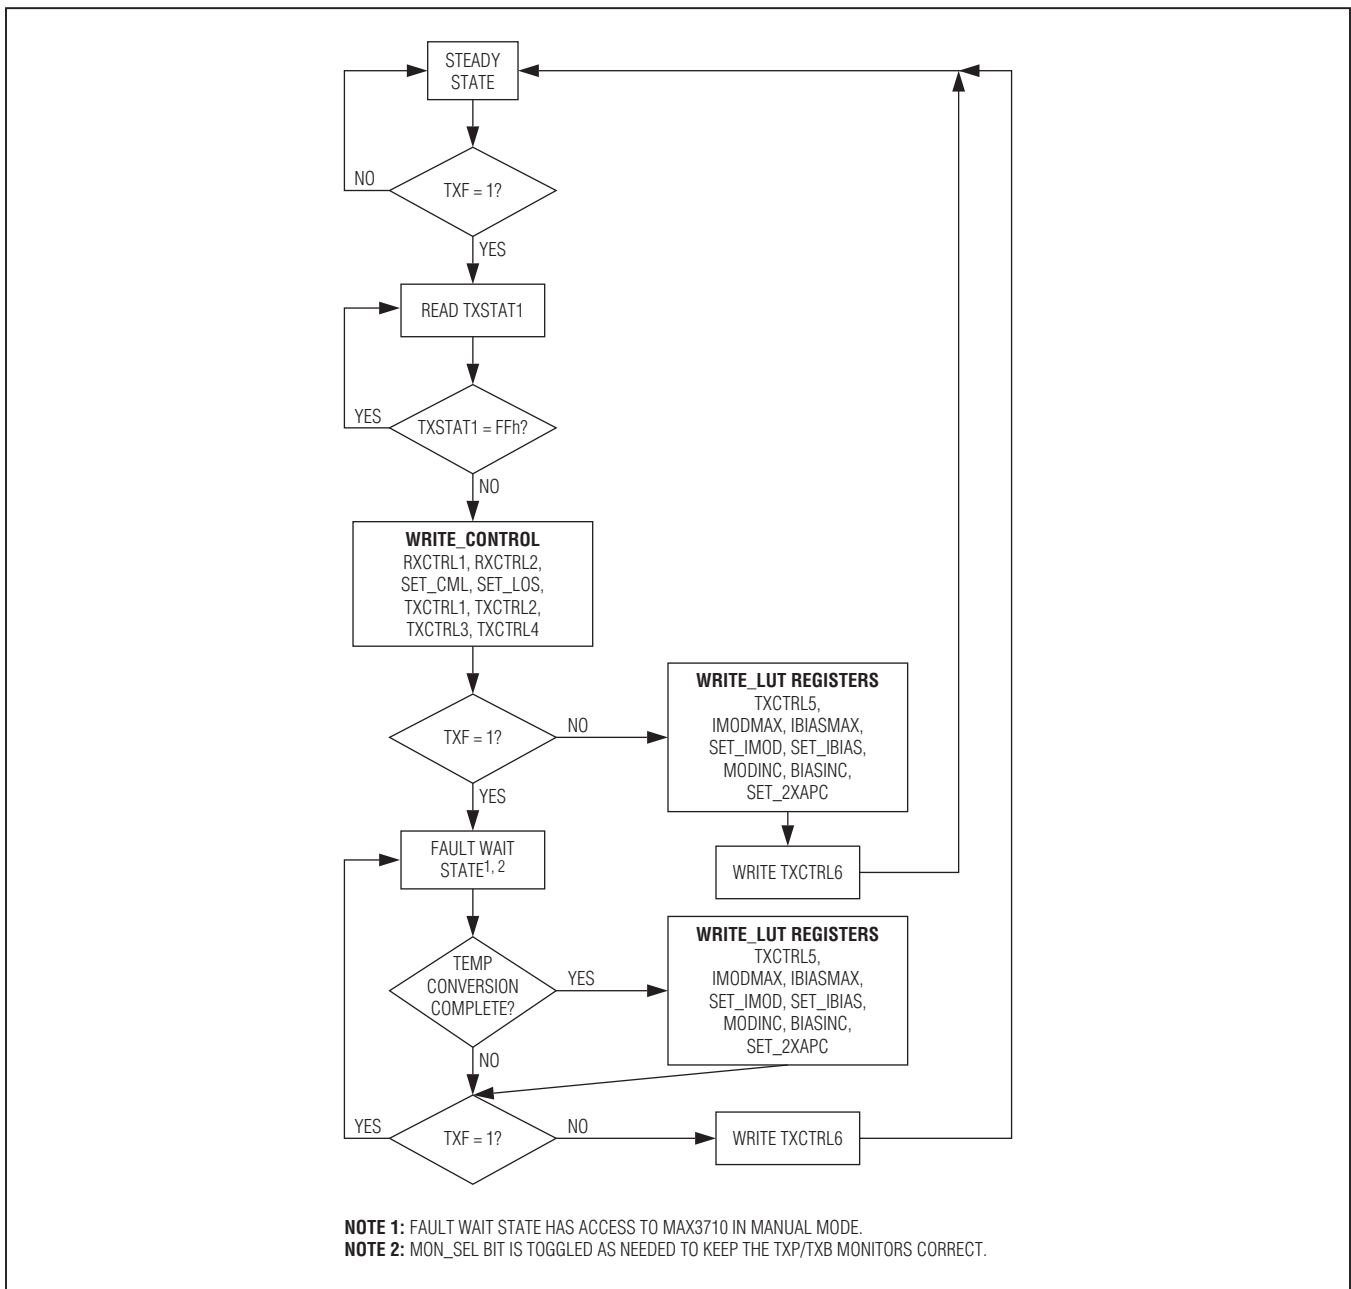 STEADY
STATE
NO
TXF = 1?
YES
READ TXSTAT1
YES
TXSTAT1 = FFh?
NO
WRITE_CONTROL
RXCTRL1, RXCTRL2,
SET_CML, SET_LOS,
TXCTRL1, TXCTRL2,
TXCTRL3, TXCTRL4
TXF = 1?
NO
WRITE_LUT REGISTERS
TXCTRL5,
IMODMAX, IBIASMAX,
SET_IMOD, SET_IBIAS,
MODINC, BIASINC,
SET_2XAPC
YES
WRITE TXCTRL6
FAULT WAIT
STATE1, 2
TEMP
CONVERSION
COMPLETE?
YES
WRITE_LUT REGISTERS
TXCTRL5,
IMODMAX, IBIASMAX,
SET_IMOD, SET_IBIAS,
MODINC, BIASINC,
SET_2XAPC
NO
YES
TXF = 1?
NO
WRITE TXCTRL6
NOTE 1: FAULT WAIT STATE HAS ACCESS TO MAX3710 IN MANUAL MODE.
NOTE 2: MON_SEL BIT IS TOGGLED AS NEEDED TO KEEP THE TXP/TXB MONITORS CORRECT.